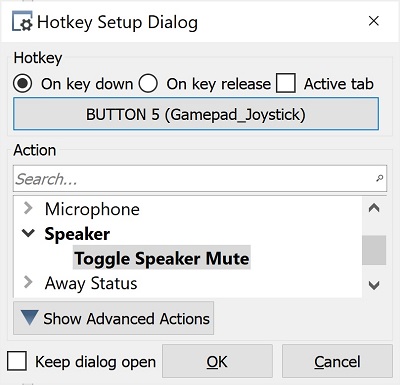 Hotkey Setup Dialog
Hotkey
On key down On key release Active tab
BUTTON 5 (Gamepad_Joystick)
Action
Search...
Microphone
Speaker
Toggle Speaker Mute
Away Status
Show Advanced Actions
Keep dialog open OK Cancel